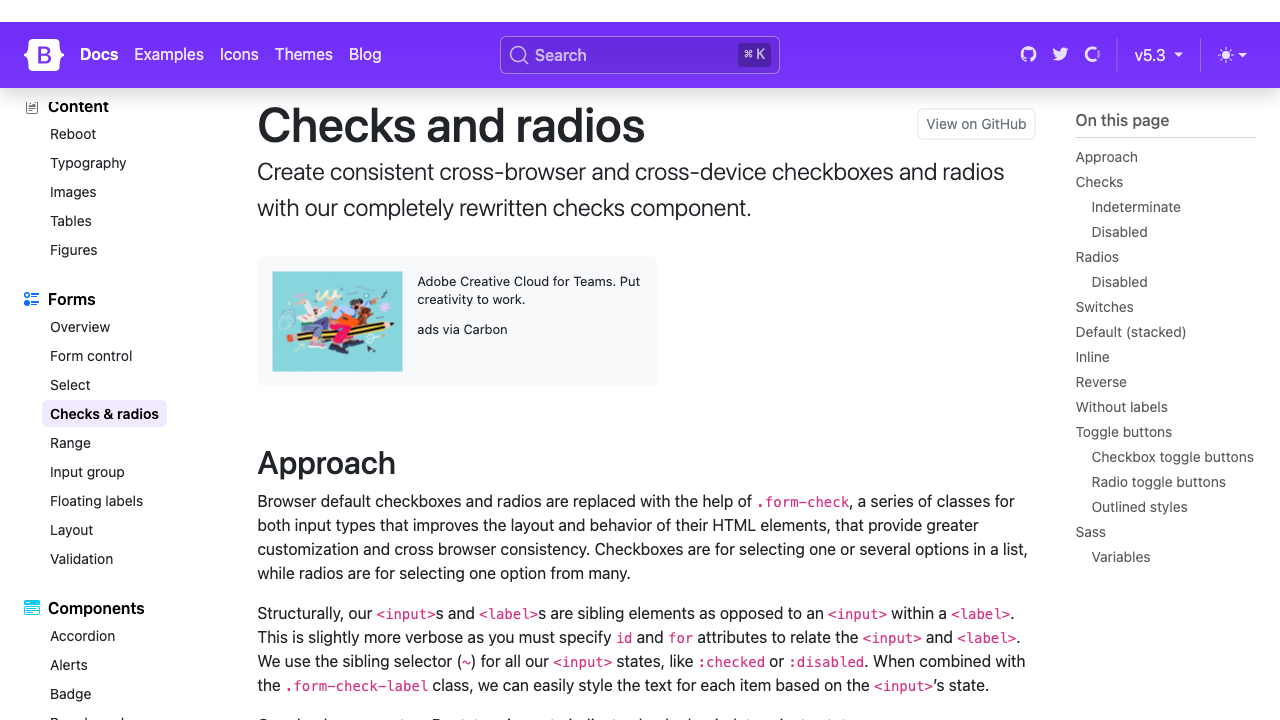 B Docs Examples Icons Themes Blog Search ⌘ K v5.3
Content
Reboot
Typography
Images
Tables
Figures
Forms
Overview
Form control
Select
Checks & radios
Range
Input group
Floating labels
Layout
Validation
Components
Accordion
Alerts
Badge
Checks and radios
View on GitHub
Create consistent cross-browser and cross-device checkboxes and radios
with our completely rewritten checks component.
Adobe Creative Cloud for Teams. Put
creativity to work.
ads via Carbon
Approach
Browser default checkboxes and radios are replaced with the help of .form-check, a series of classes for
both input types that improves the layout and behavior of their HTML elements, that provide greater
customization and cross browser consistency. Checkboxes are for selecting one or several options in a list,
while radios are for selecting one option from many.
Structurally, our <input>s and <label>s are sibling elements as opposed to an <input> within a <label>.
This is slightly more verbose as you must specify id and for attributes to relate the <input> and <label>.
We use the sibling selector (~) for all our <input> states, like :checked or :disabled. When combined with
the .form-check-label class, we can easily style the text for each item based on the <input>’s state.
On this page
Approach
Checks
Indeterminate
Disabled
Radios
Disabled
Switches
Default (stacked)
Inline
Reverse
Without labels
Toggle buttons
Checkbox toggle buttons
Radio toggle buttons
Outlined styles
Sass
Variables